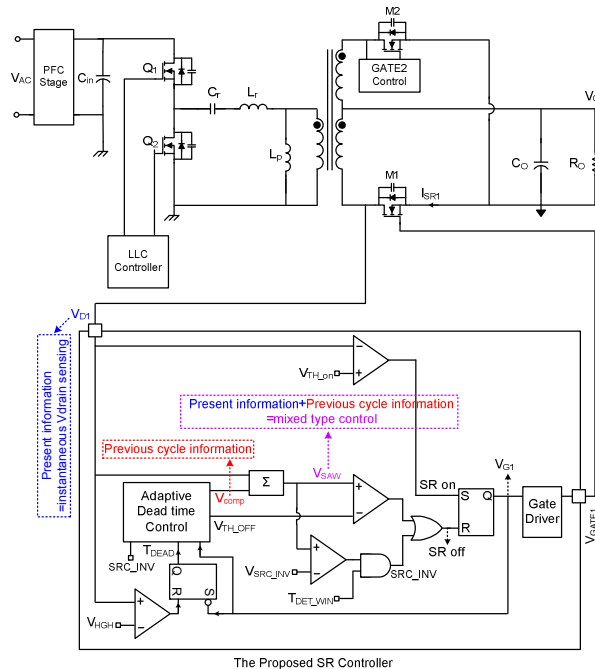 M2
PFC
Stage
VAC
Cin
Q1
Q2
Cr
Lr
Lp
GATE2
Control
VO
M1
ISR1
CO
RO
LLC
Controller
VD1
Present information
=instantaneous Vdrain sensing
VTH_on
Present information+Previous cycle information
=mixed type control
Previous cycle information
VSAW
Σ
Vcomp
Adaptive
Dead time
Control
VTH_OFF
SR on
S
Q
R
VG1
Gate
Driver
VGATE1
SR off
SRC_INV
TDEAD
VSRC_INV
SRC_INV
TDET_WIN
Q
R
S
VHGH
The Proposed SR Controller